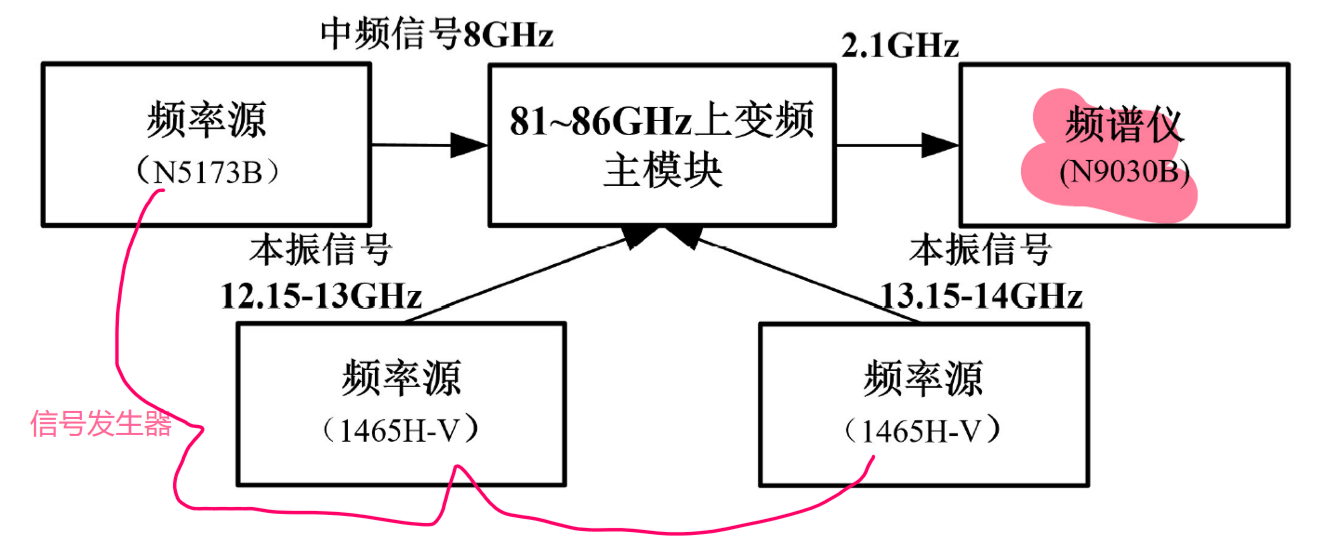 中频信号8GHz
2.1GHz
频率源
（N5173B）
81~86GHz上变频
主模块
频谱仪
(N9030B)
本振信号
12.15-13GHz
本振信号
13.15-14GHz
频率源
（1465H-V）
频率源
（1465H-V）
信号发生器